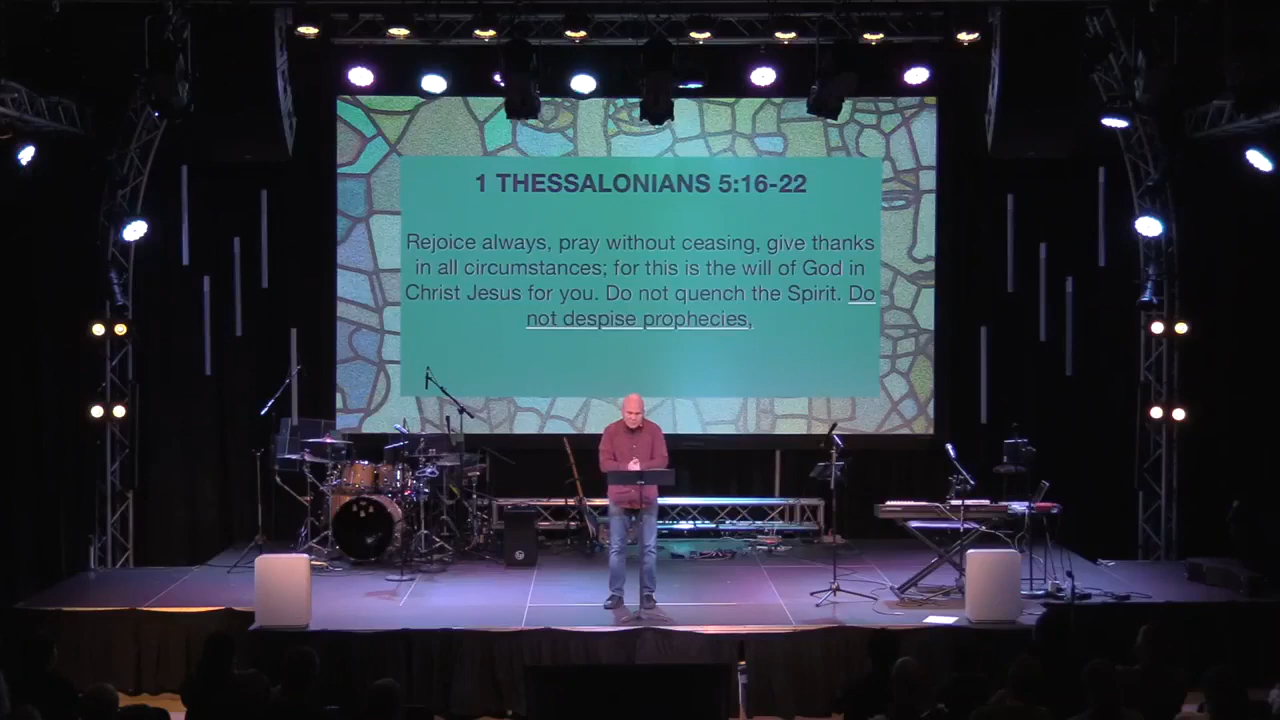 1 THESSALONIANS 5:16-22
Rejoice always, pray without ceasing, give thanks
in all circumstances; for this is the will of God in
Christ Jesus for you. Do not quench the Spirit. Do
not despise prophecies,